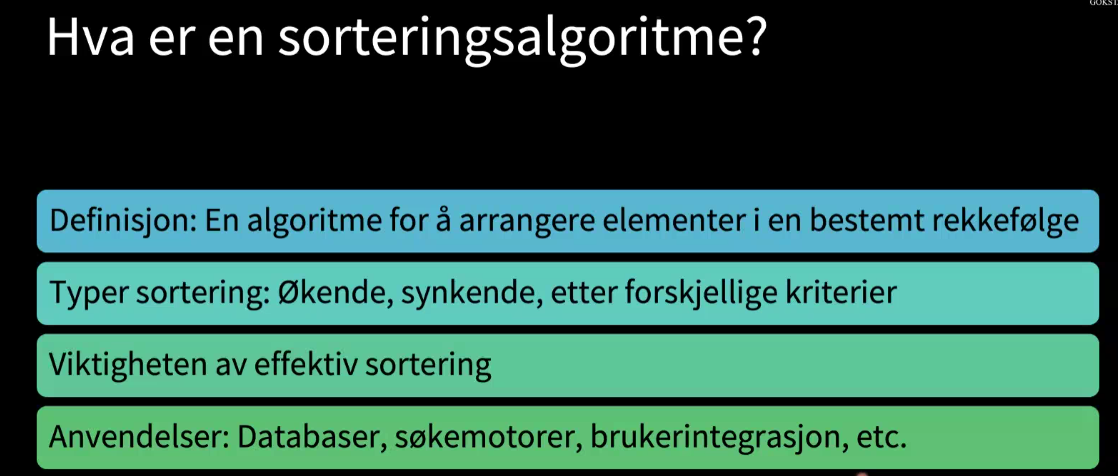 Hva er en sorteringsalgoritme?
Definisjon: En algoritme for å arrangere elementer i en bestemt rekkefølge
Typer sortering: Økende, synkende, etter forskjellige kriterier
Viktigheten av effektiv sortering
Anvendelser: Databaser, søkemotorer, brukerintegrasjon, etc.